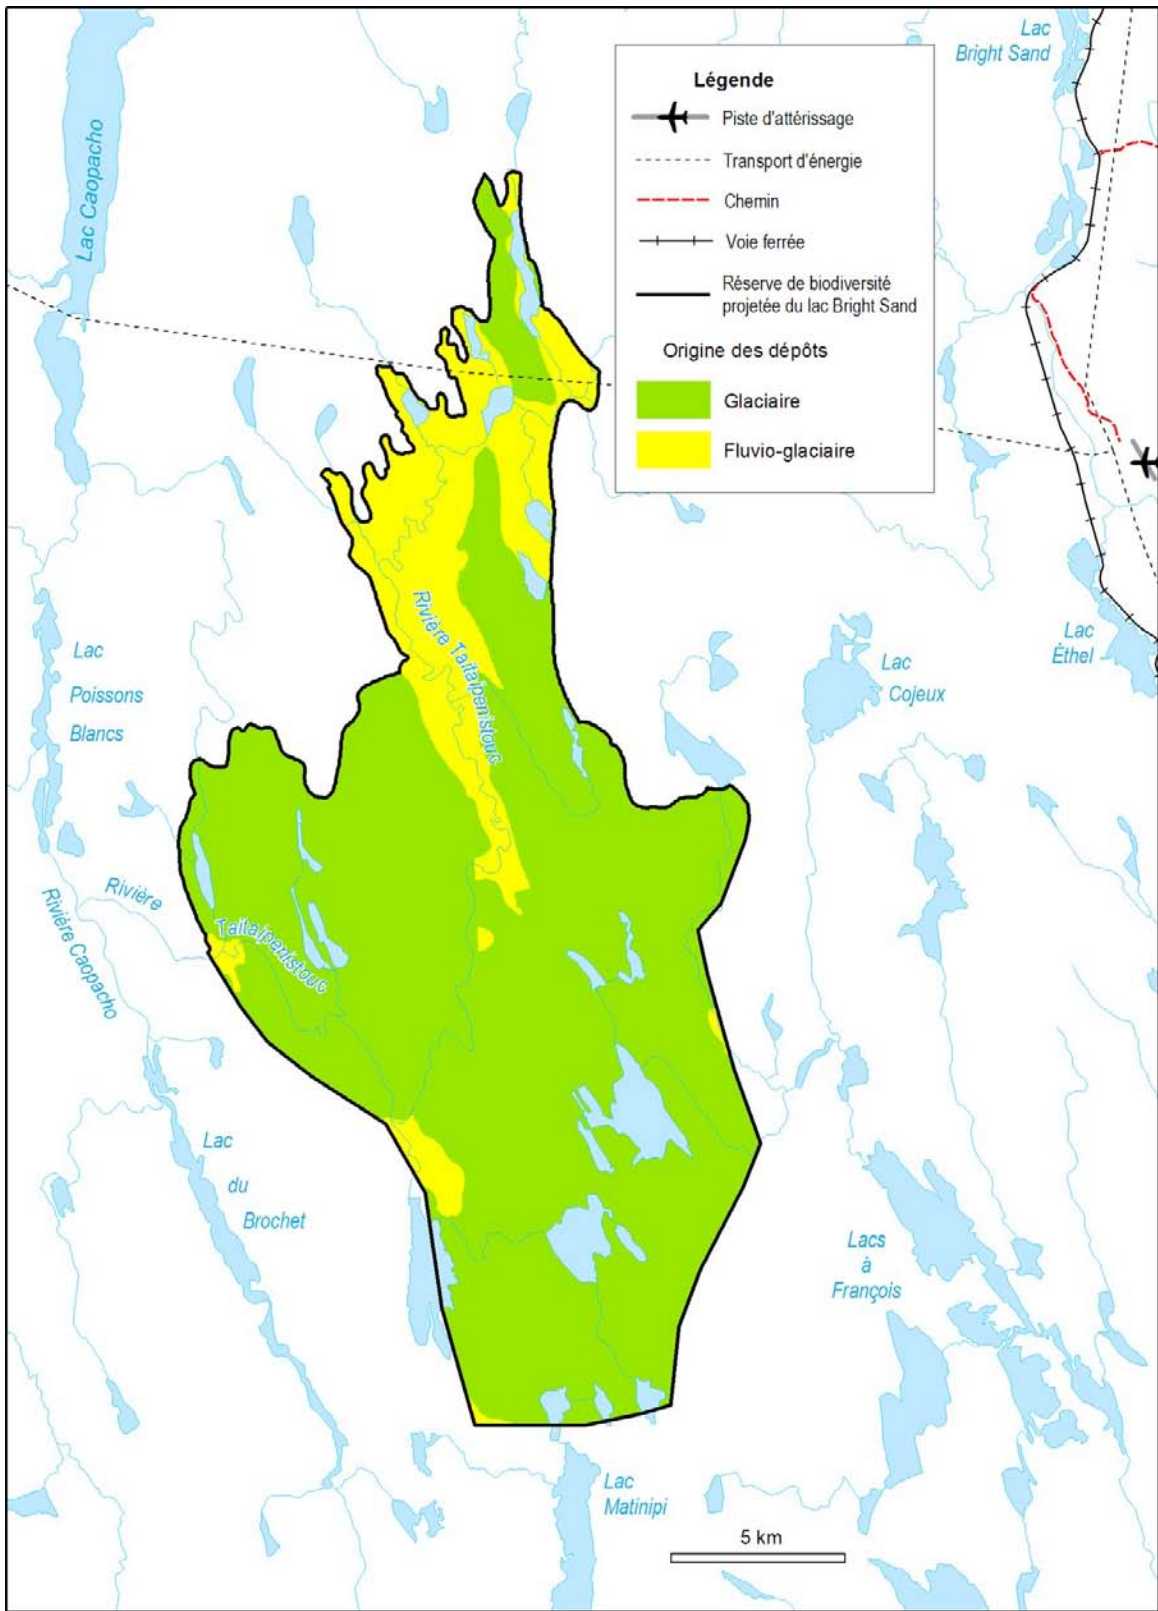 Lac
Bright Sand
Légende
Piste d'attérissage
Transport d'énergie
Chemin
Voie ferrée
Réserve de biodiversité
projetée du lac Bright Sand
Origine des dépôts
Glaciaire
Fluvio-glaciaire
Lac Caopacho
Rivière Taitaipenistouc
Lac
Poissons
Blancs
Lac
Éthel
Lac
Cojeux
Rivière
Taitaipenistouc
Rivière Caopacho
Lac
du
Brochet
Lacs
à
François
Lac
Matinipi
5 km